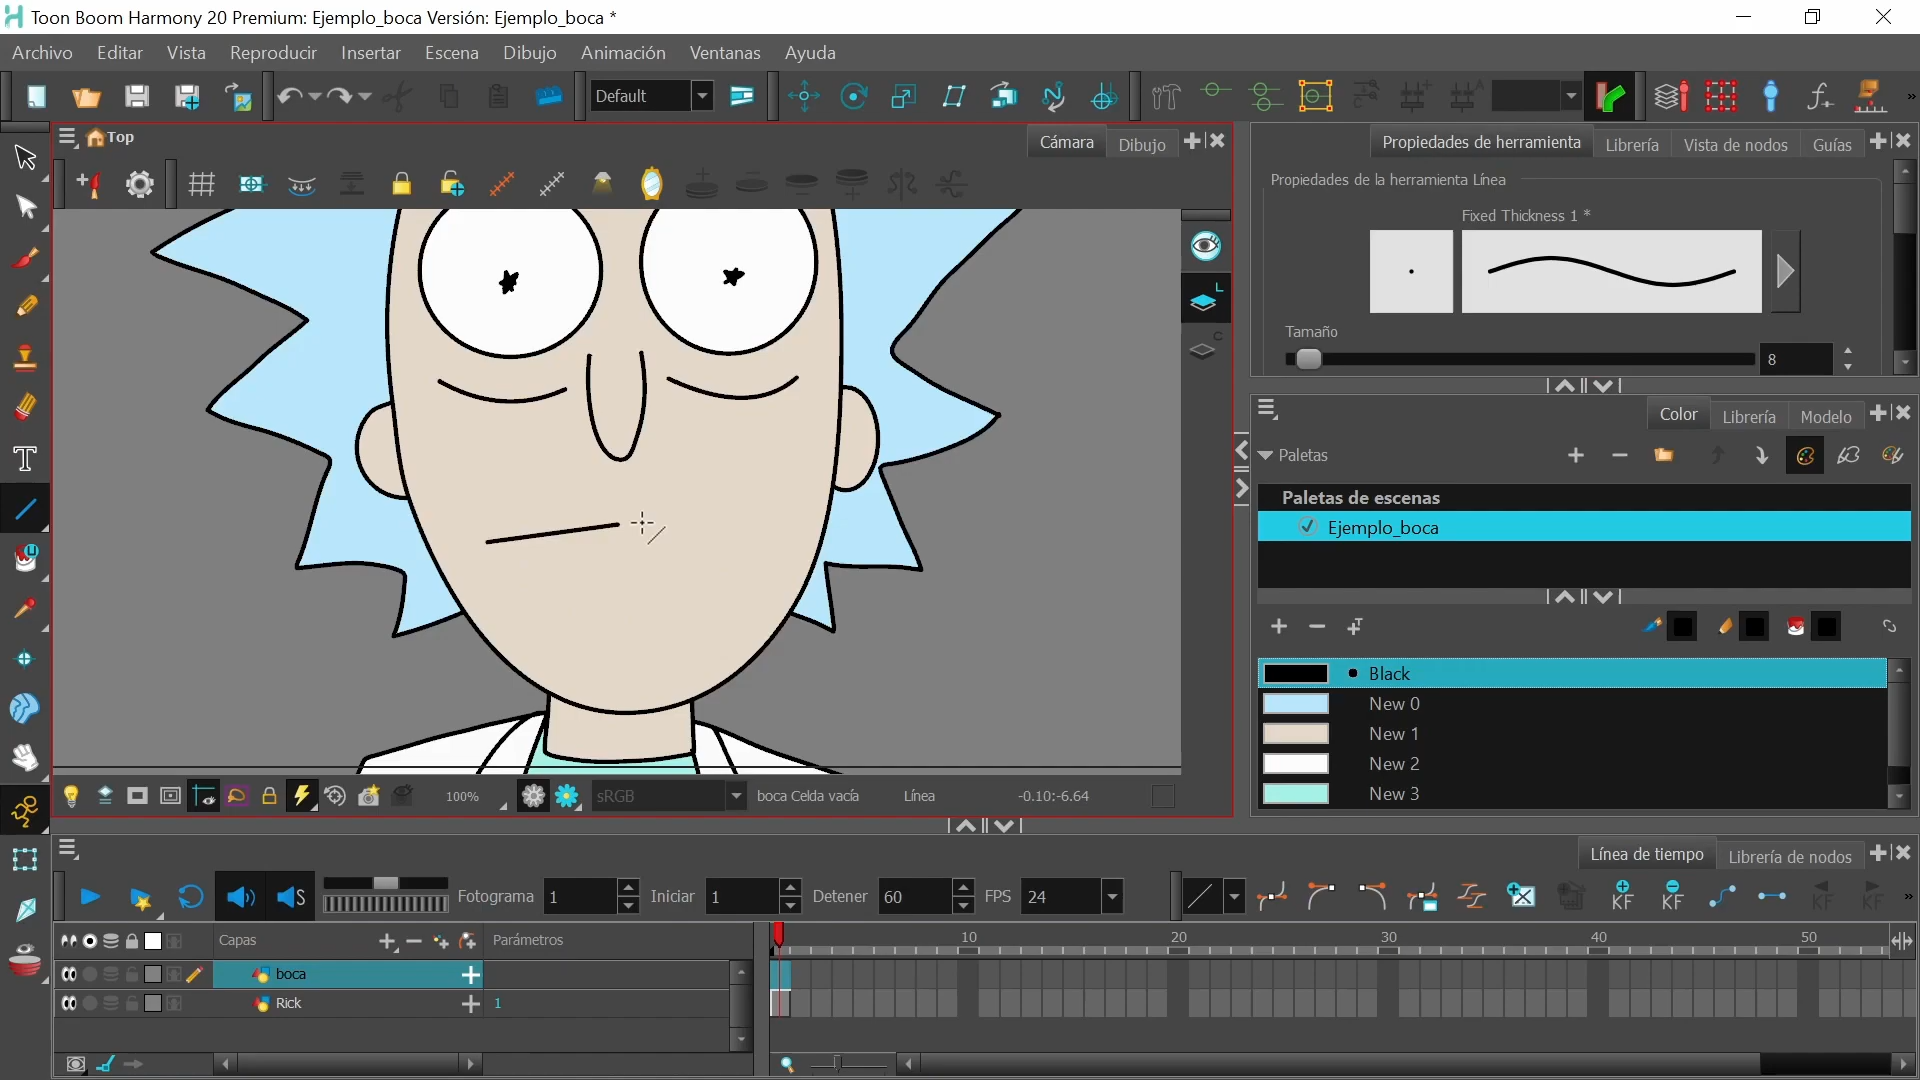 Toon Boom Harmony 20 Premium: Ejemplo_boca Versión: Ejemplo_boca *
Archivo Editar Vista Reproducir Insertar Escena Dibujo Animación Ventanas Ayuda
Default
Top
Cámara Dibujo
Propiedades de herramienta Librería Vista de nodos Guías
Propiedades de la herramienta Línea
Fixed Thickness 1 *
Tamaño
8
L
C
Color Librería Modelo
Paletas
Paletas de escenas
Ejemplo_boca
Black
New 0
New 1
New 2
New 3
100% sRGB boca Celda vacía Línea -0.10:-6.64
Línea de tiempo Librería de nodos
S Fotograma 1 Iniciar 1 Detener 60 FPS 24 KF KF KF KF
Capas Parámetros 10 20 30 40 50
boca
Rick 1